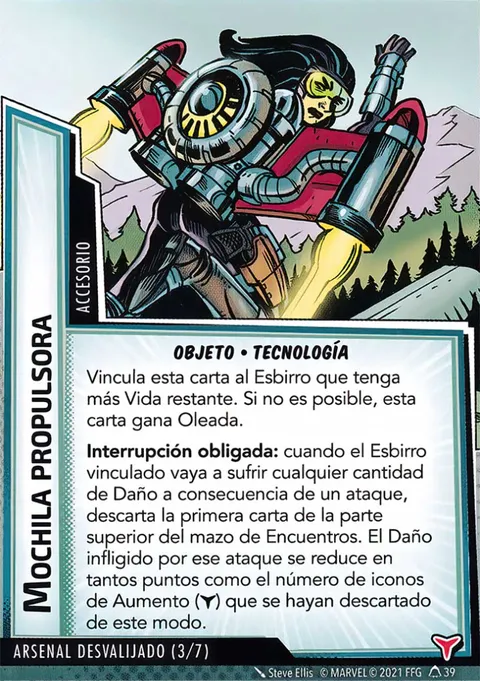 MOCHILA PROPULSORA
ACCESORIO
OBJETO • TECNOLOGÍA
Vincula esta carta al Esbirro que tenga
más Vida restante. Si no es posible, esta
carta gana Oleada.
Interrupción obligada: cuando el Esbirro
vinculado vaya a sufrir cualquier cantidad
de Daño a consecuencia de un ataque,
descarta la primera carta de la parte
superior del mazo de Encuentros. El Daño
infligido por ese ataque se reduce en
tantos puntos como el número de iconos
de Aumento () que se hayan descartado
de este modo.
ARSENAL DESVALIJADO (3/7)
Steve Ellis © MARVEL © 2021 FFG 39